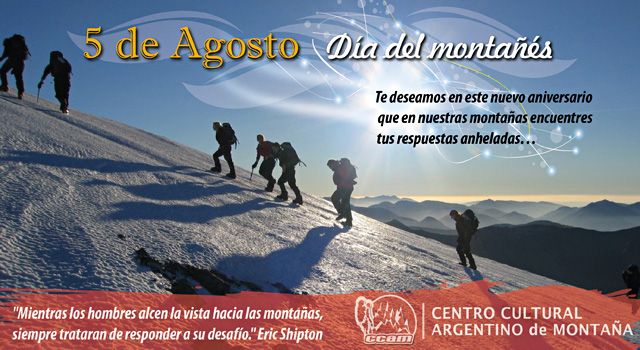 5 de Agosto Día del montañés
Te deseamos en este nuevo aniversario
que en nuestras montañas encuentres
tus respuestas anheladas...
"Mientras los hombres alcen la vista hacia las montañas,
siempre trataran de responder a su desafío." Eric Shipton
ccam
CENTRO CULTURAL
ARGENTINO de MONTAÑA